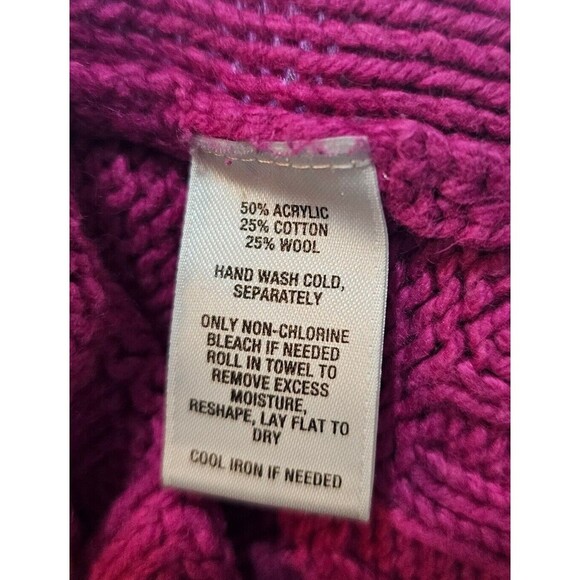 50% ACRYLIC
25% COTTON
25% WOOL
HAND WASH COLD,
SEPARATELY
ONLY NON-CHLORINE
BLEACH IF NEEDED
ROLL IN TOWEL TO
REMOVE EXCESS
MOISTURE,
RESHAPE, LAY FLAT TO
DRY
COOL IRON IF NEEDED